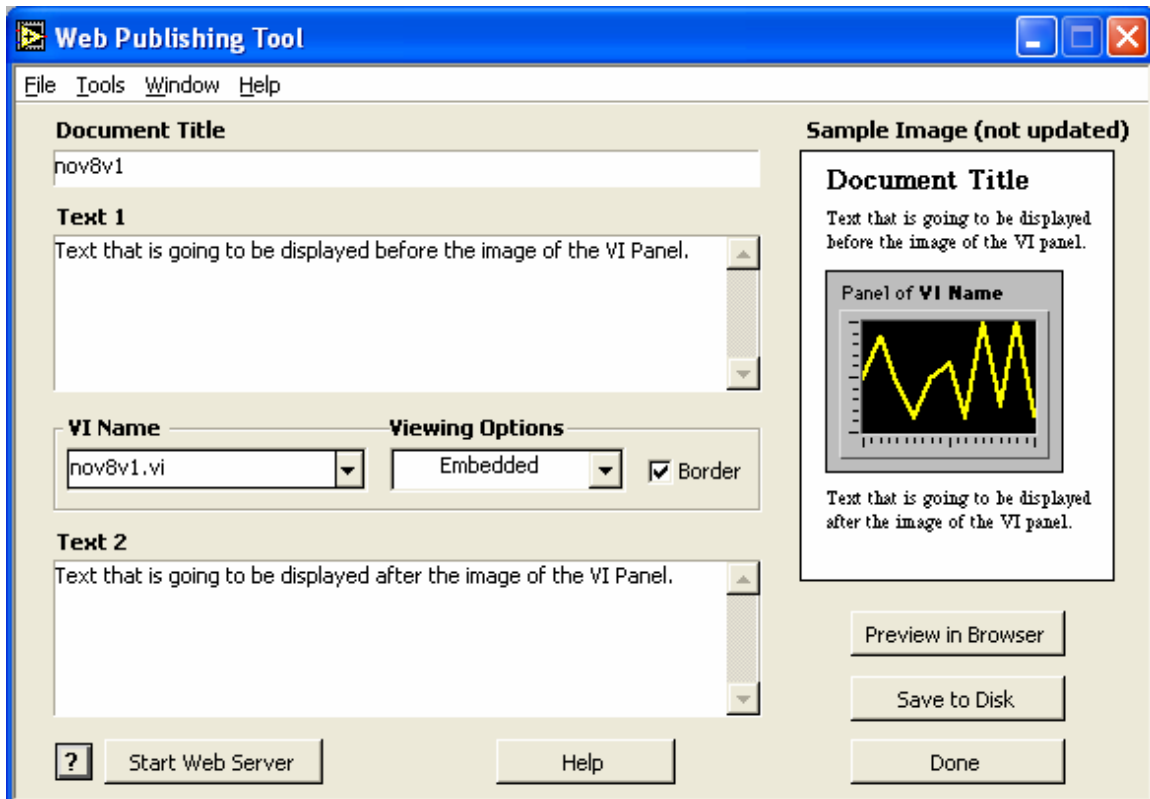 Web Publishing Tool
File Tools Window Help
Document Title
nov8v1
Text 1
Text that is going to be displayed before the image of the VI Panel.
VI Name
Viewing Options
nov8v1.vi
Embedded
Border
Text 2
Text that is going to be displayed after the image of the VI Panel.
?
Start Web Server
Help
Sample Image (not updated)
Document Title
Text that is going to be displayed
before the image of the VI panel.
Panel of VI Name
Text that is going to be displayed
after the image of the VI panel.
Preview in Browser
Save to Disk
Done